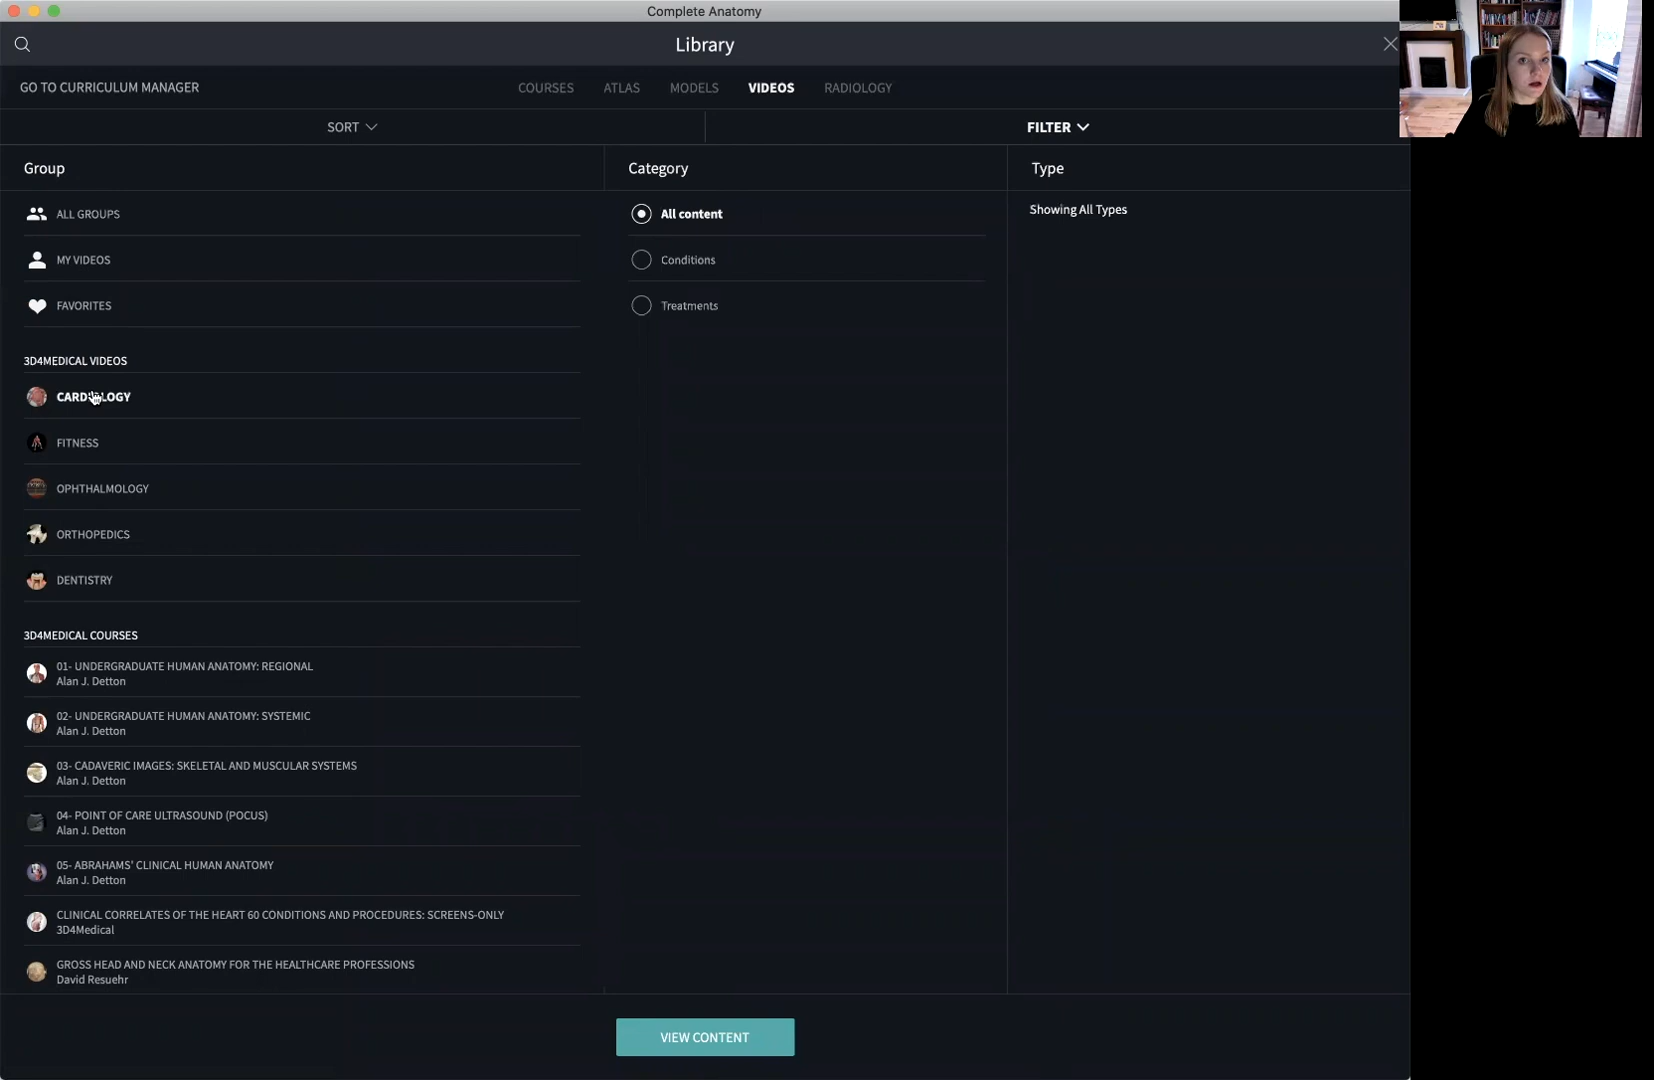 Complete Anatomy
Library
GO TO CURRICULUM MANAGER
COURSES ATLAS MODELS VIDEOS RADIOLOGY
SORT
FILTER
Group
Category
Type
ALL GROUPS
All content
Showing All Types
MY VIDEOS
Conditions
FAVORITES
Treatments
3D4MEDICAL VIDEOS
CARDIOLOGY
FITNESS
OPHTHALMOLOGY
ORTHOPEDICS
DENTISTRY
3D4MEDICAL COURSES
01- UNDERGRADUATE HUMAN ANATOMY: REGIONAL
Alan J. Detton
02- UNDERGRADUATE HUMAN ANATOMY: SYSTEMIC
Alan J. Detton
03- CADAVERIC IMAGES: SKELETAL AND MUSCULAR SYSTEMS
Alan J. Detton
04- POINT OF CARE ULTRASOUND (POCUS)
Alan J. Detton
05- ABRAHAMS' CLINICAL HUMAN ANATOMY
Alan J. Detton
CLINICAL CORRELATES OF THE HEART 60 CONDITIONS AND PROCEDURES: SCREENS-ONLY
3D4Medical
GROSS HEAD AND NECK ANATOMY FOR THE HEALTHCARE PROFESSIONS
David Resuehr
VIEW CONTENT